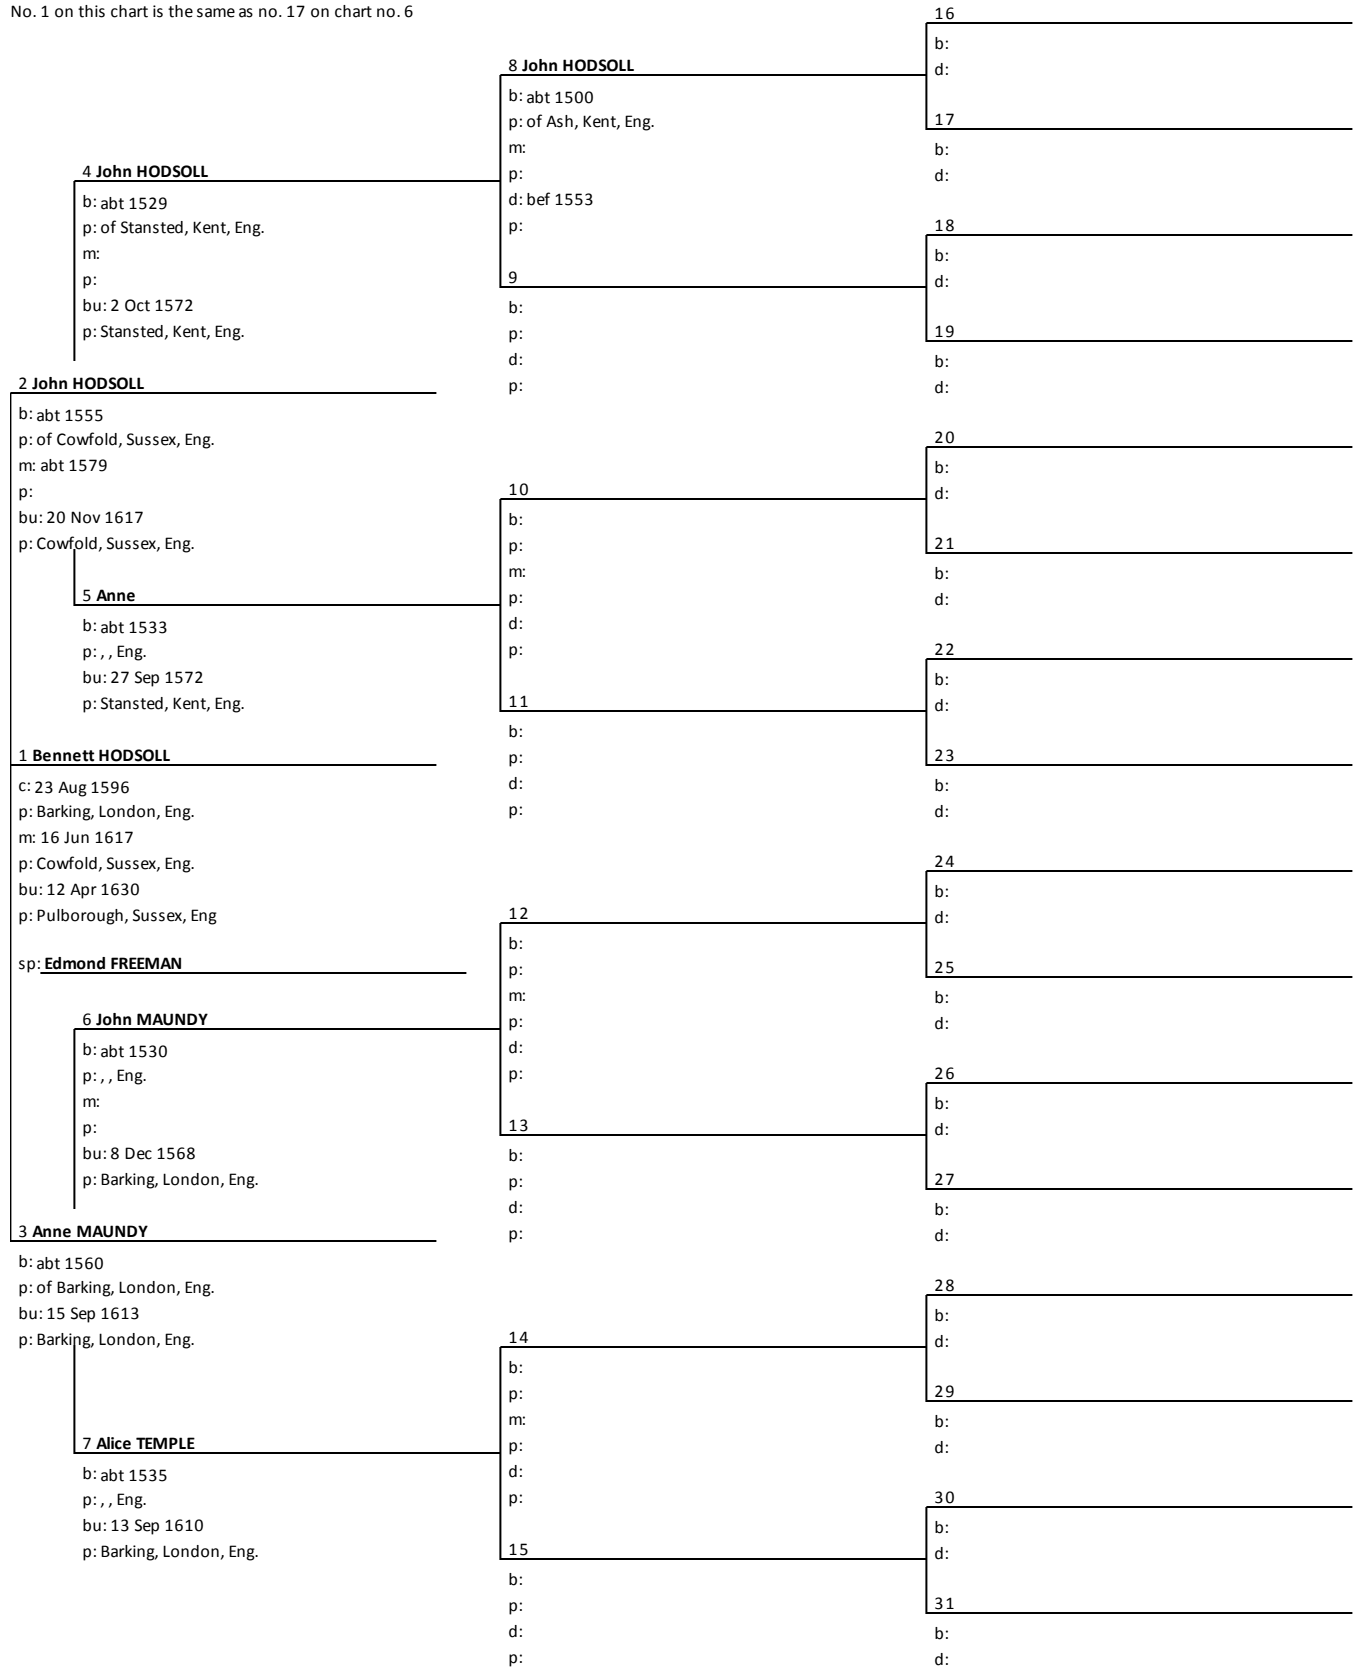 No. 1 on this chart is the same as no. 17 on chart no. 6
4 John HODSOLL
b: abt 1529
p: of Stansted, Kent, Eng.
m:
p:
bu: 2 Oct 1572
p: Stansted, Kent, Eng.
2 John HODSOLL
b: abt 1555
p: of Cowfold, Sussex, Eng.
m: abt 1579
p:
bu: 20 Nov 1617
p: Cowfold, Sussex, Eng.
5 Anne
b: abt 1533
p: , , Eng.
bu: 27 Sep 1572
p: Stansted, Kent, Eng.
1 Bennett HODSOLL
c: 23 Aug 1596
p: Barking, London, Eng.
m: 16 Jun 1617
p: Cowfold, Sussex, Eng.
bu: 12 Apr 1630
p: Pulborough, Sussex, Eng
sp: Edmond FREEMAN
6 John MAUNDY
b: abt 1530
p: , , Eng.
m:
p:
bu: 8 Dec 1568
p: Barking, London, Eng.
3 Anne MAUNDY
b: abt 1560
p: of Barking, London, Eng.
bu: 15 Sep 1613
p: Barking, London, Eng.
7 Alice TEMPLE
b: abt 1535
p: , , Eng.
bu: 13 Sep 1610
p: Barking, London, Eng.
8 John HODSOLL
b: abt 1500
p: of Ash, Kent, Eng.
m:
p:
d: bef 1553
p:
9
b:
p:
d:
p:
10
b:
p:
m:
p:
d:
p:
11
b:
p:
d:
p:
12
b:
p:
m:
p:
d:
p:
13
b:
p:
d:
p:
14
b:
p:
m:
p:
d:
p:
15
b:
p:
d:
p:
16
b:
d:
17
b:
d:
18
b:
d:
19
b:
d:
20
b:
d:
21
b:
d:
22
b:
d:
23
b:
d:
24
b:
d:
25
b:
d:
26
b:
d:
27
b:
d:
28
b:
d:
29
b:
d:
30
b:
d:
31
b:
d: